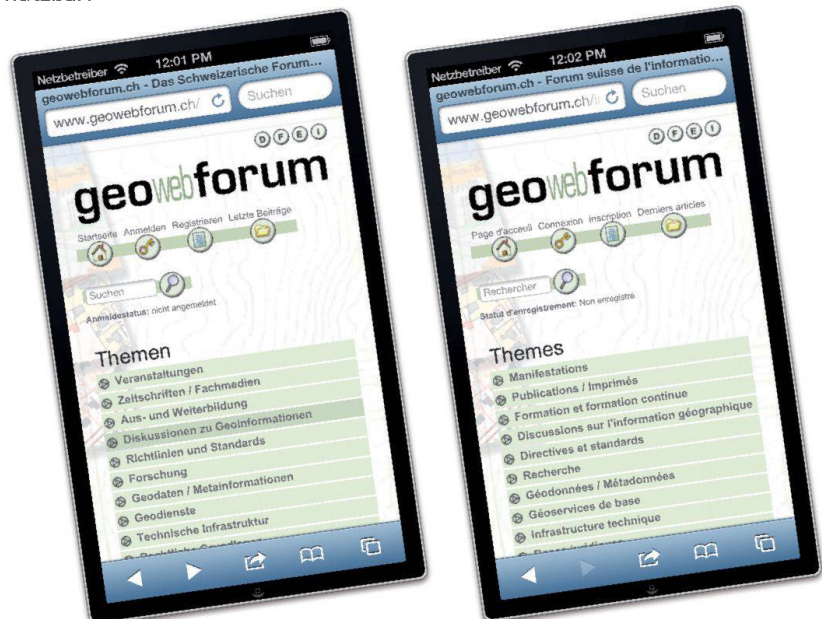 Netzbetreiber 12:01 PM
geowebforum.ch - Das Schweizerische Forum...
www.geowebforum.ch/
Suchen
D F E I
geowebforum
Startseite Anmelden Registrieren Letzte Beiträge
Suchen
Anmeldestatus: nicht angemeldet
Themen
Veranstaltungen
Zeitschriften / Fachmedien
Aus- und Weiterbildung
Diskussionen zu Geoinformationen
Richtlinien und Standards
Forschung
Geodaten / Metainformationen
Geodienste
Technische Infrastruktur
Netzbetreiber 12:02 PM
geowebforum.ch - Forum suisse de l'informatio...
www.geowebforum.ch/i
Suchen
D F E I
geowebforum
Page d'acceuil Connexion Inscription Derniers articles
Rechercher
Statut d'enregistrement: Non enregistré
Themes
Manifestations
Publications / Imprimés
Formation et formation continue
Discussions sur l'information géographique
Directives et standards
Recherche
Géodonnées / Métadonnées
Géoservices de base
Infrastructure technique